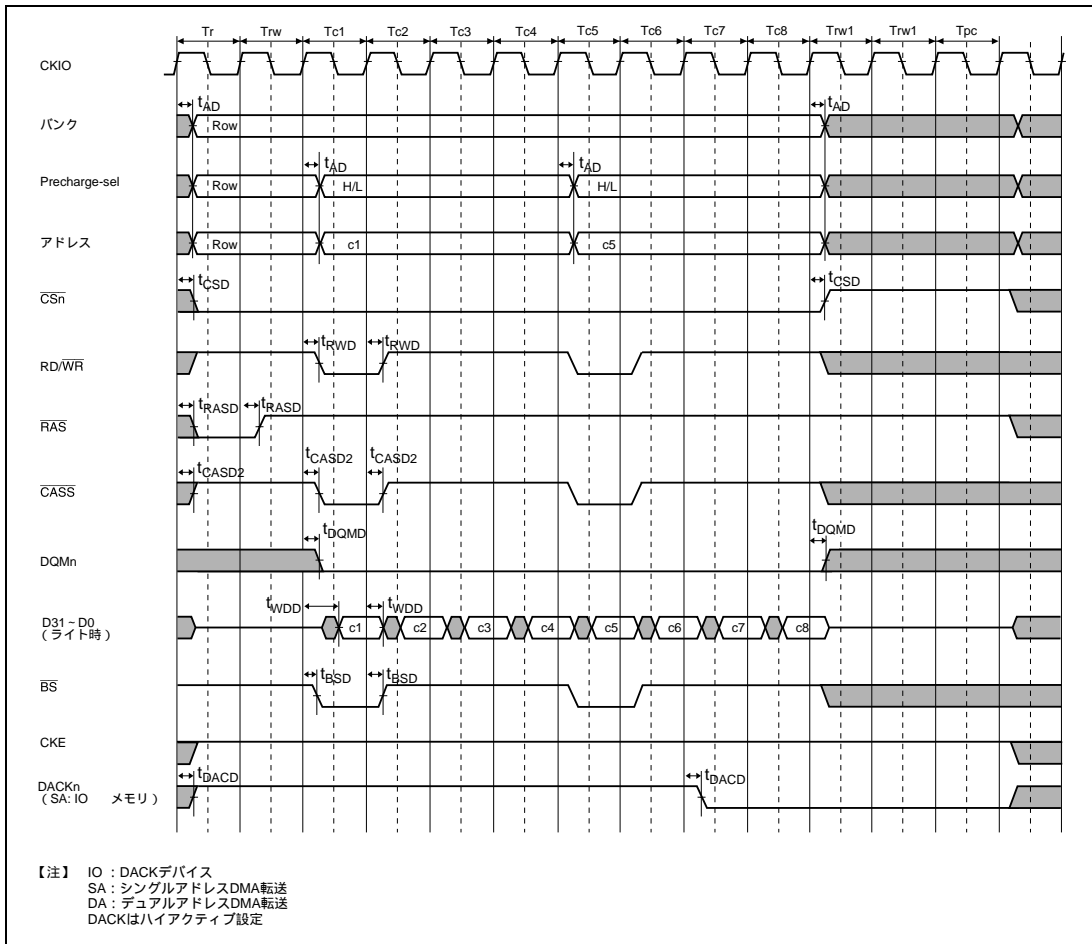 Tr Trw Tc1 Tc2 Tc3 Tc4 Tc5 Tc6 Tc7 Tc8 Trw1 Trw1 Tpc
CKIO
tAD tAD
バンク Row
tAD tAD
Precharge-sel Row H/L H/L
アドレス Row c1 c5
tCSD tCSD
CSn
tRWD tRWD
RD/WR
tRASD tRASD
RAS
tCASD2 tCASD2 tCASD2
CASS
tDQMD tDQMD
DQMn
tWDD tWDD
D31~D0 c1 c2 c3 c4 c5 c6 c7 c8
(ライト時)
tBSD tBSD
BS
CKE
tDACD tDACD
DACKn
(SA: IO メモリ)
【注】 IO:DACKデバイス
SA:シングルアドレスDMA転送
DA:デュアルアドレスDMA転送
DACKはハイアクティブ設定